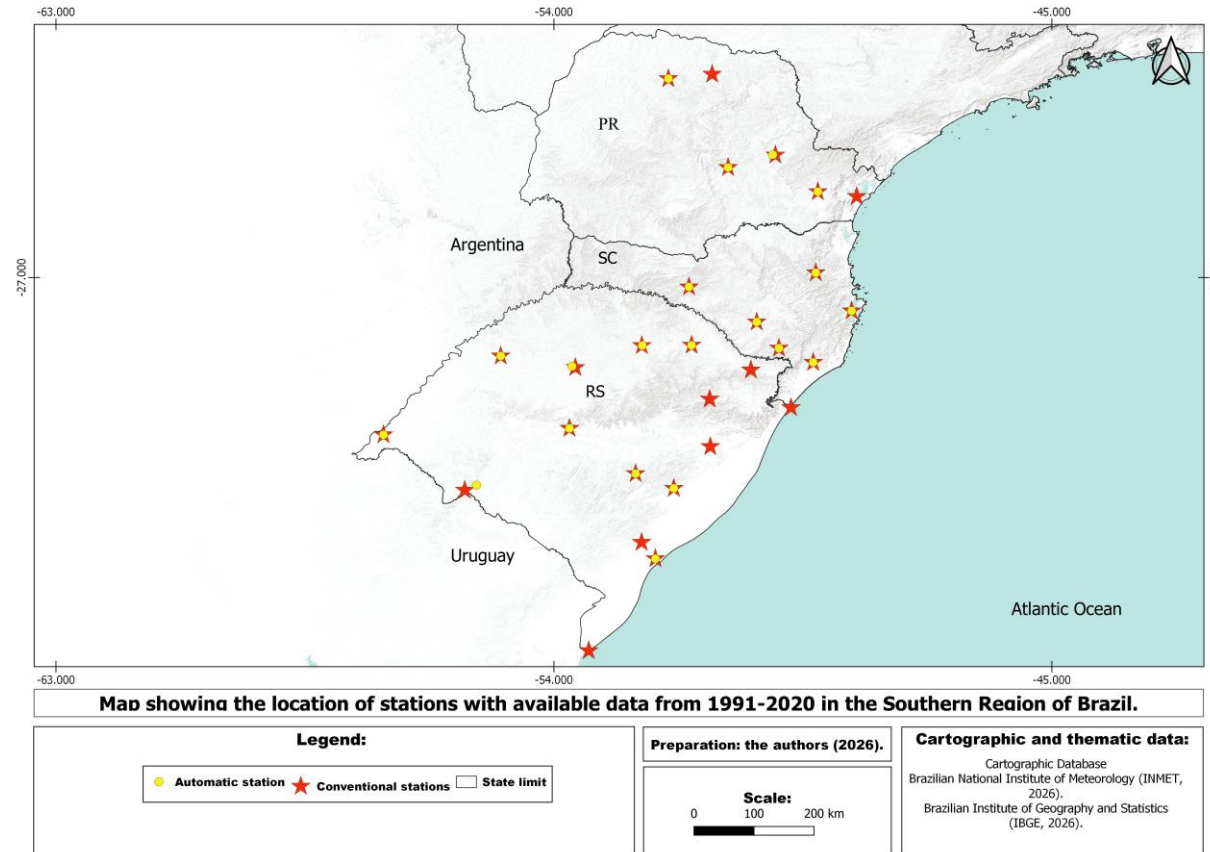 -63.000
-54.000
-45.000
PR
Argentina
SC
-27.000
RS
Uruguay
Atlantic Ocean
-63.000
-54.000
-45.000
Map showing the location of stations with available data from 1991-2020 in the Southern Region of Brazil.
Legend:
Automatic station
Conventional stations
State limit
Preparation: the authors (2026).
Scale:
0 100 200 km
Cartographic and thematic data:
Cartographic Database
Brazilian National Institute of Meteorology (INMET,
2026).
Brazilian Institute of Geography and Statistics
(IBGE, 2026).